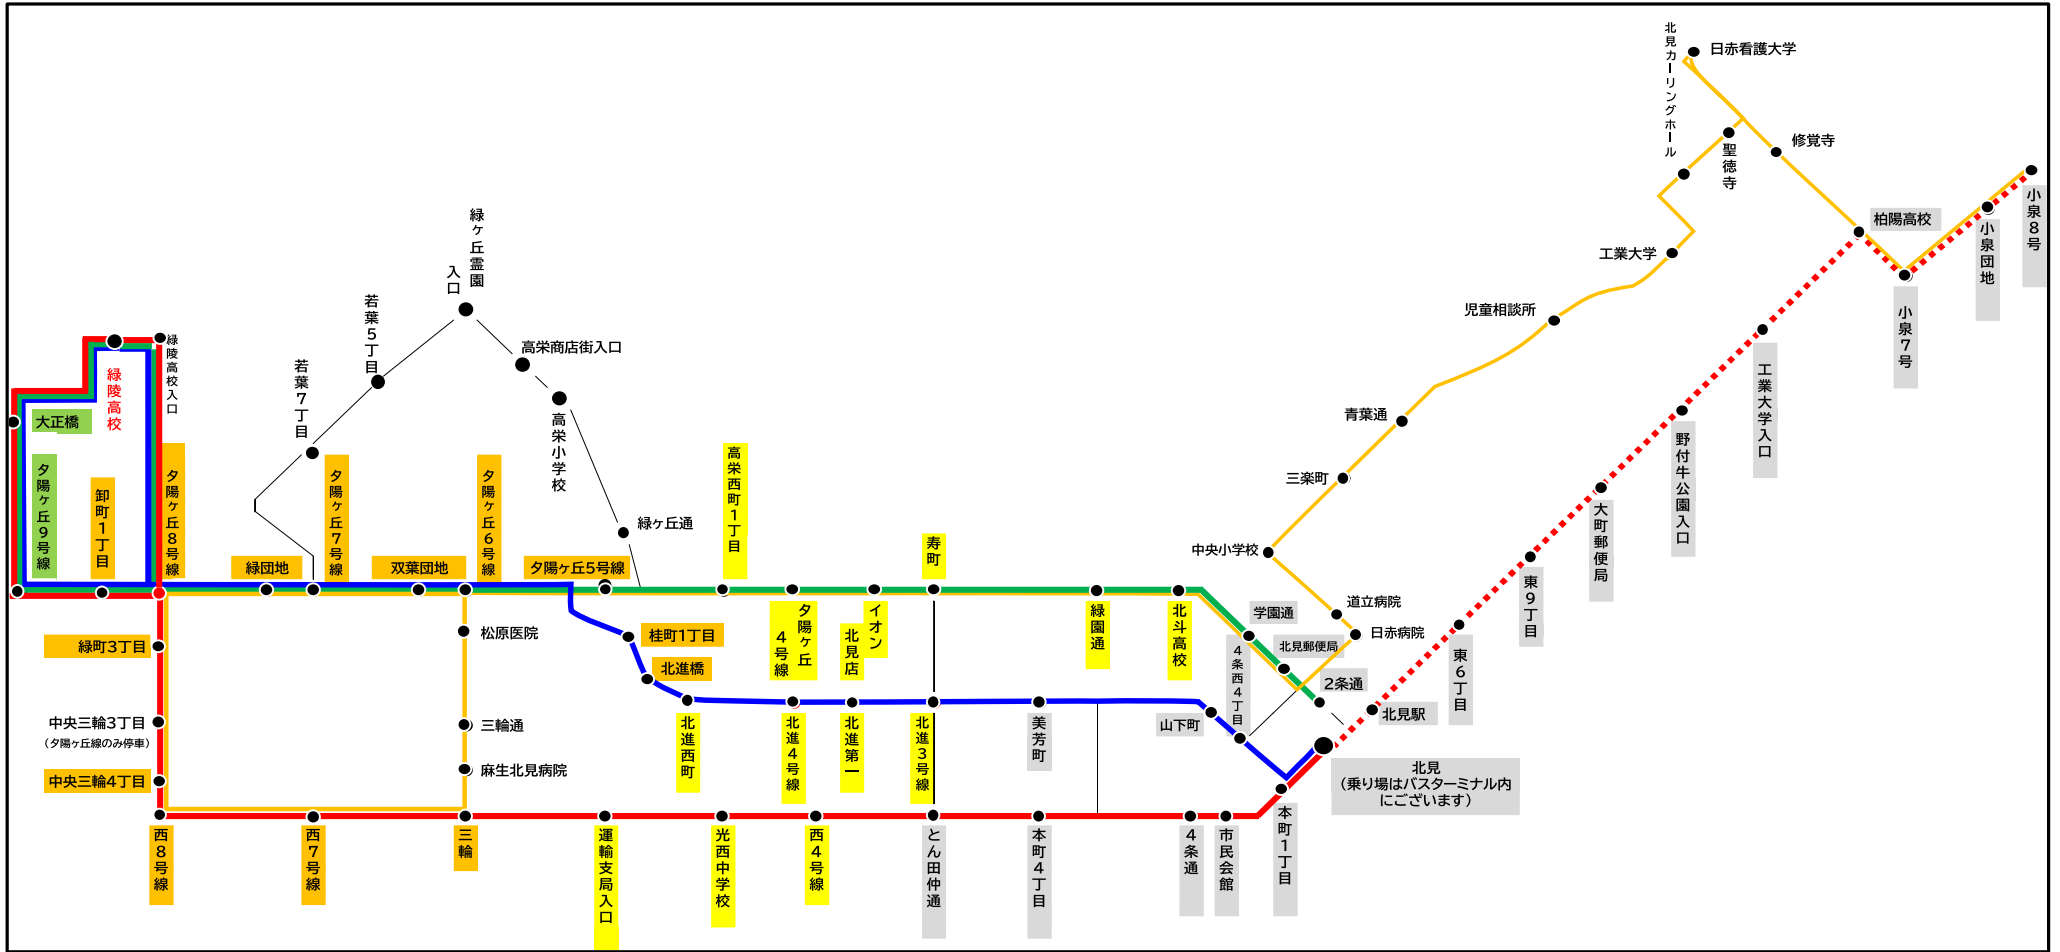 北見カーリングホール
日赤看護大学
聖徳寺
修覚寺
柏陽高校
小泉8号
小泉団地
小泉7号
工業大学
児童相談所
工業大学入口
青葉通
野付牛公園入口
三楽町
大町郵便局
中央小学校
東9丁目
道立病院
日赤病院
東6丁目
学園通
北見郵便局
4条西4丁目
2条通
北見駅
山下町
北見
（乗り場はバスターミナル内
にございます）
緑ヶ丘霊園
入口
若葉5丁目
高栄商店街入口
若葉7丁目
高栄小学校
緑ヶ丘通
緑陵高校入口
緑陵高校
大正橋
夕陽ヶ丘9号線
卸町1丁目
夕陽ヶ丘8号線
緑団地
夕陽ヶ丘7号線
双葉団地
夕陽ヶ丘6号線
夕陽ヶ丘5号線
高栄西町1丁目
夕陽ヶ丘
4号線
イオン
北見店
寿町
緑園通
北斗高校
緑町3丁目
松原医院
桂町1丁目
北進橋
中央三輪3丁目
（夕陽ヶ丘線のみ停車）
三輪通
中央三輪4丁目
麻生北見病院
北進西町
北進4号線
北進第一
北進3号線
美芳町
西8号線
西7号線
三輪
運輸支局入口
光西中学校
西4号線
とん田仲通
本町4丁目
4条通
市民会館
本町1丁目